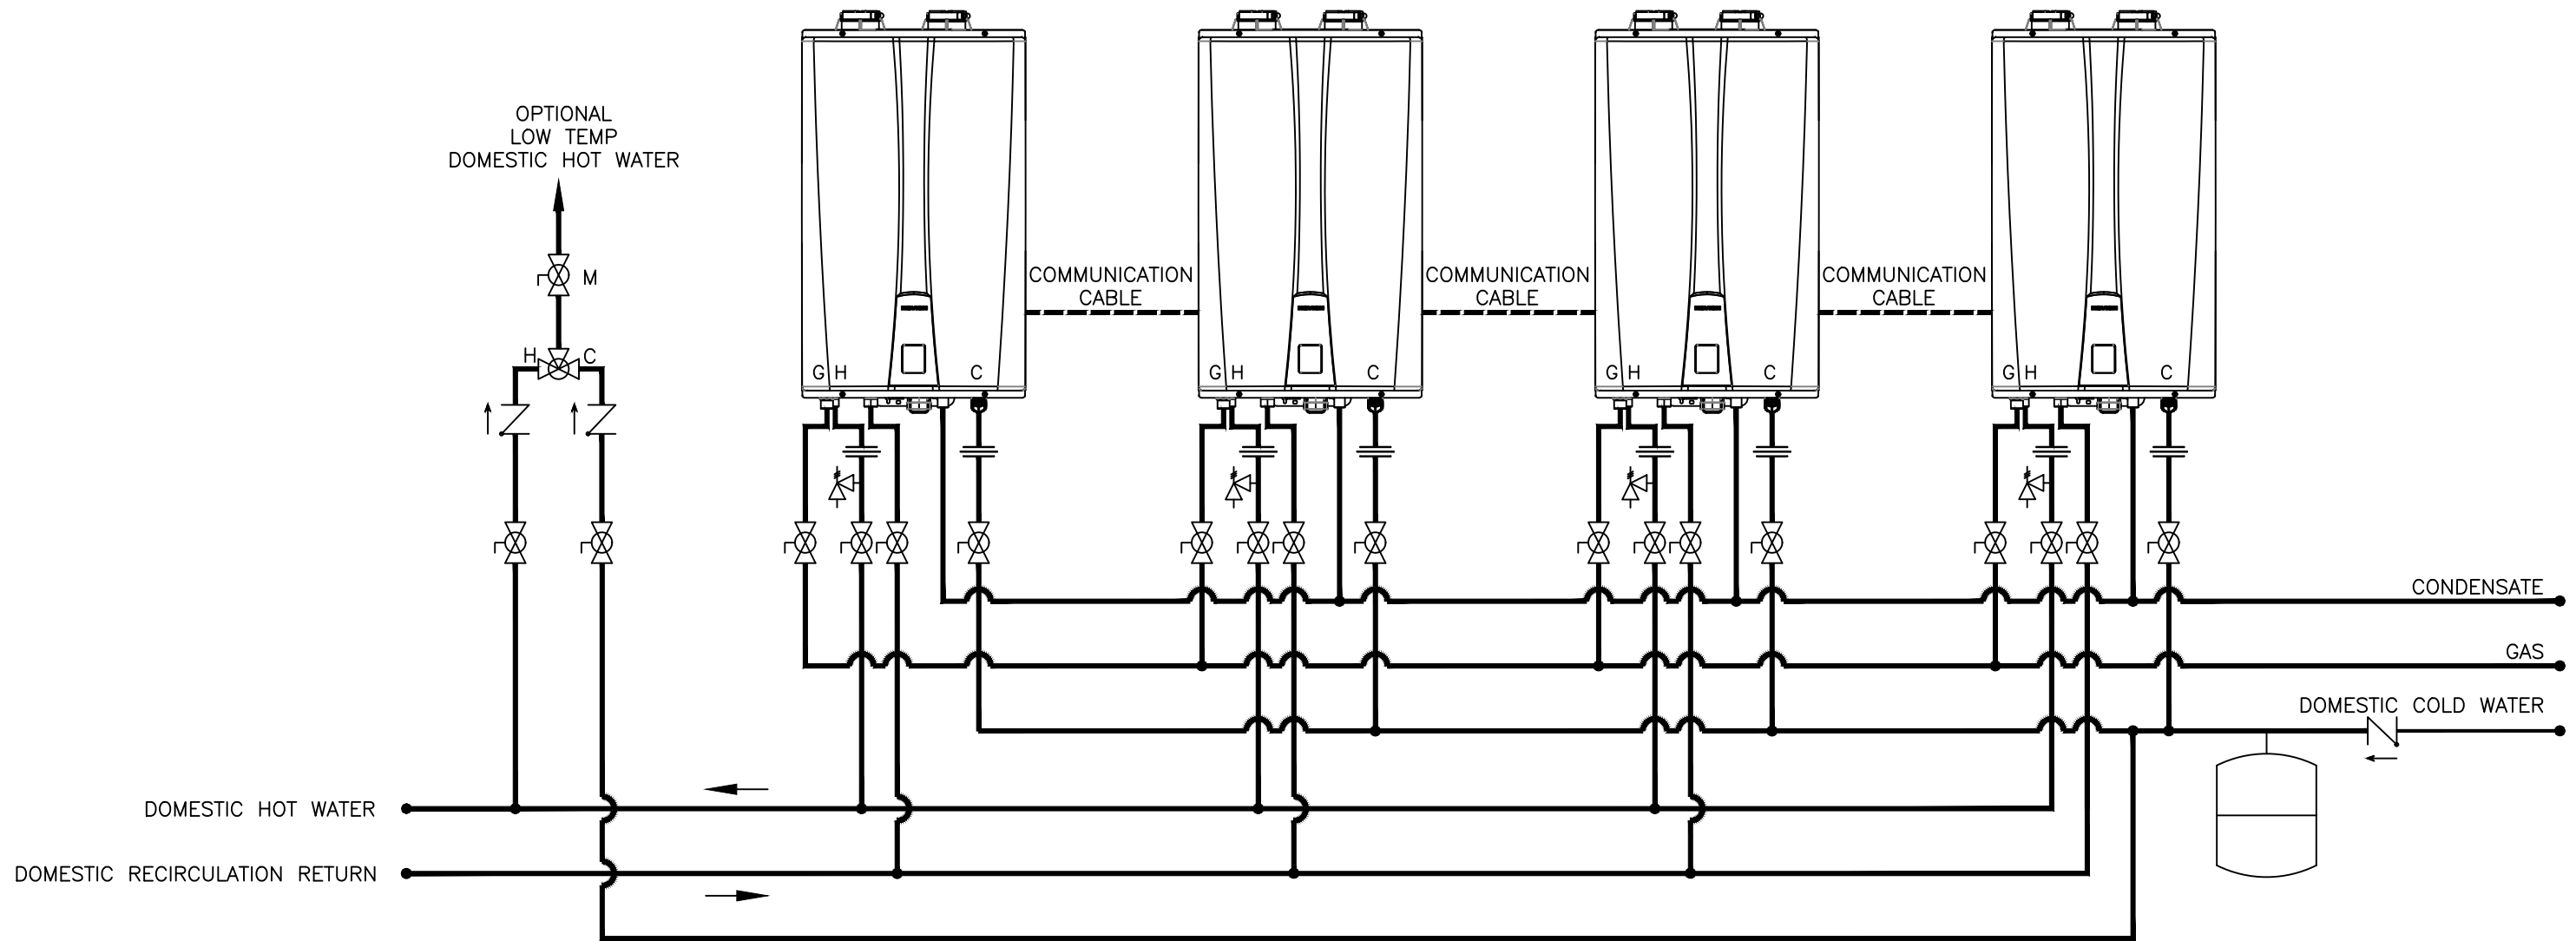 OPTIONAL
LOW TEMP
DOMESTIC HOT WATER
M
H
C
COMMUNICATION
CABLE
COMMUNICATION
CABLE
COMMUNICATION
CABLE
G H
C
G H
C
G H
C
G H
C
CONDENSATE
GAS
DOMESTIC COLD WATER
DOMESTIC HOT WATER
DOMESTIC RECIRCULATION RETURN